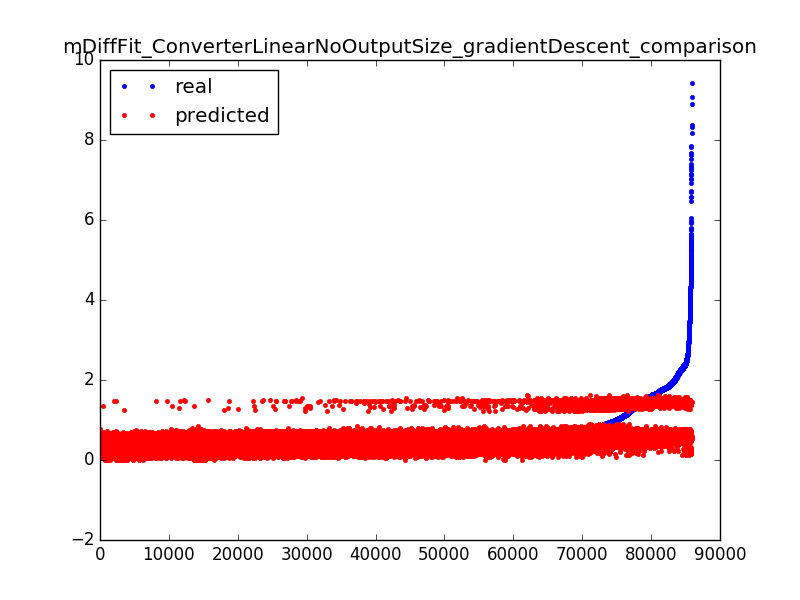 mDiffFit_ConverterLinearNoOutputSize_gradientDescent_comparison
10
8
6
4
2
0
−2
real
predicted
0 10000 20000 30000 40000 50000 60000 70000 80000 90000